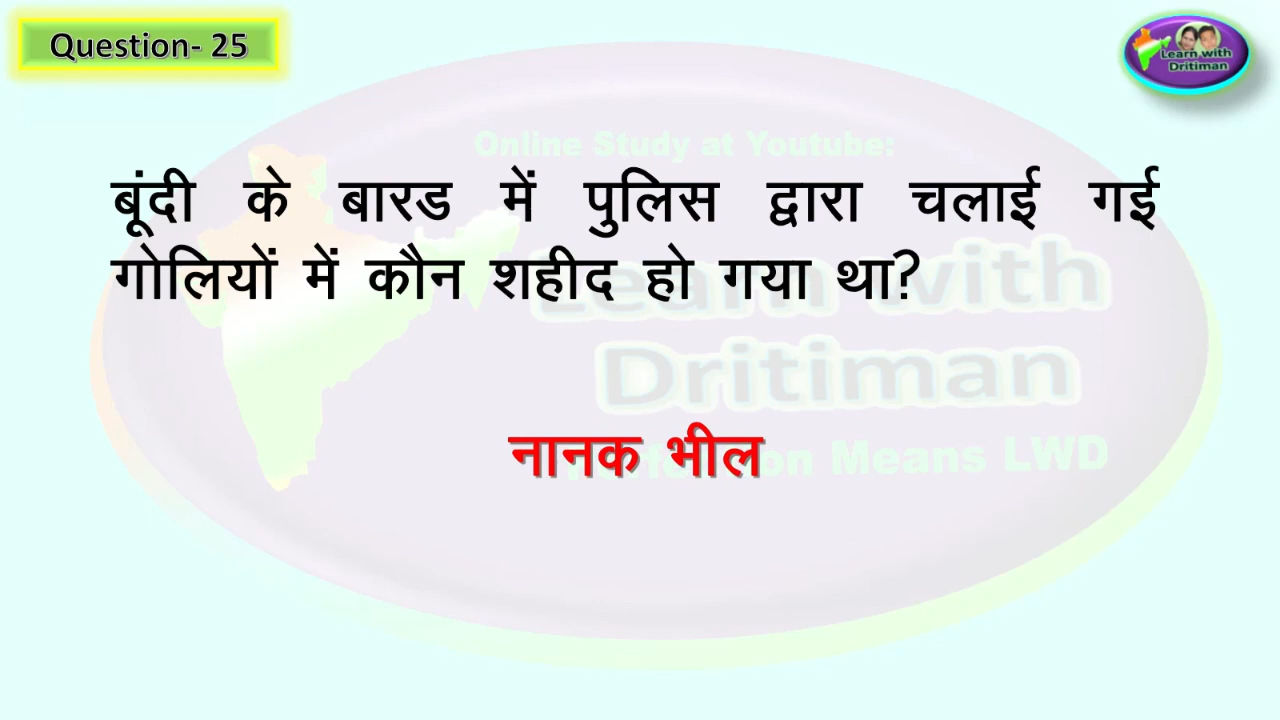 Question- 25
Learn with
Dritiman
Online Study at Youtube:
बूंदी के बारड में पुलिस द्वारा चलाई गई
गोलियों में कौन शहीद हो गया था?
Learn with
Dritiman
नानक भील
Means LWD